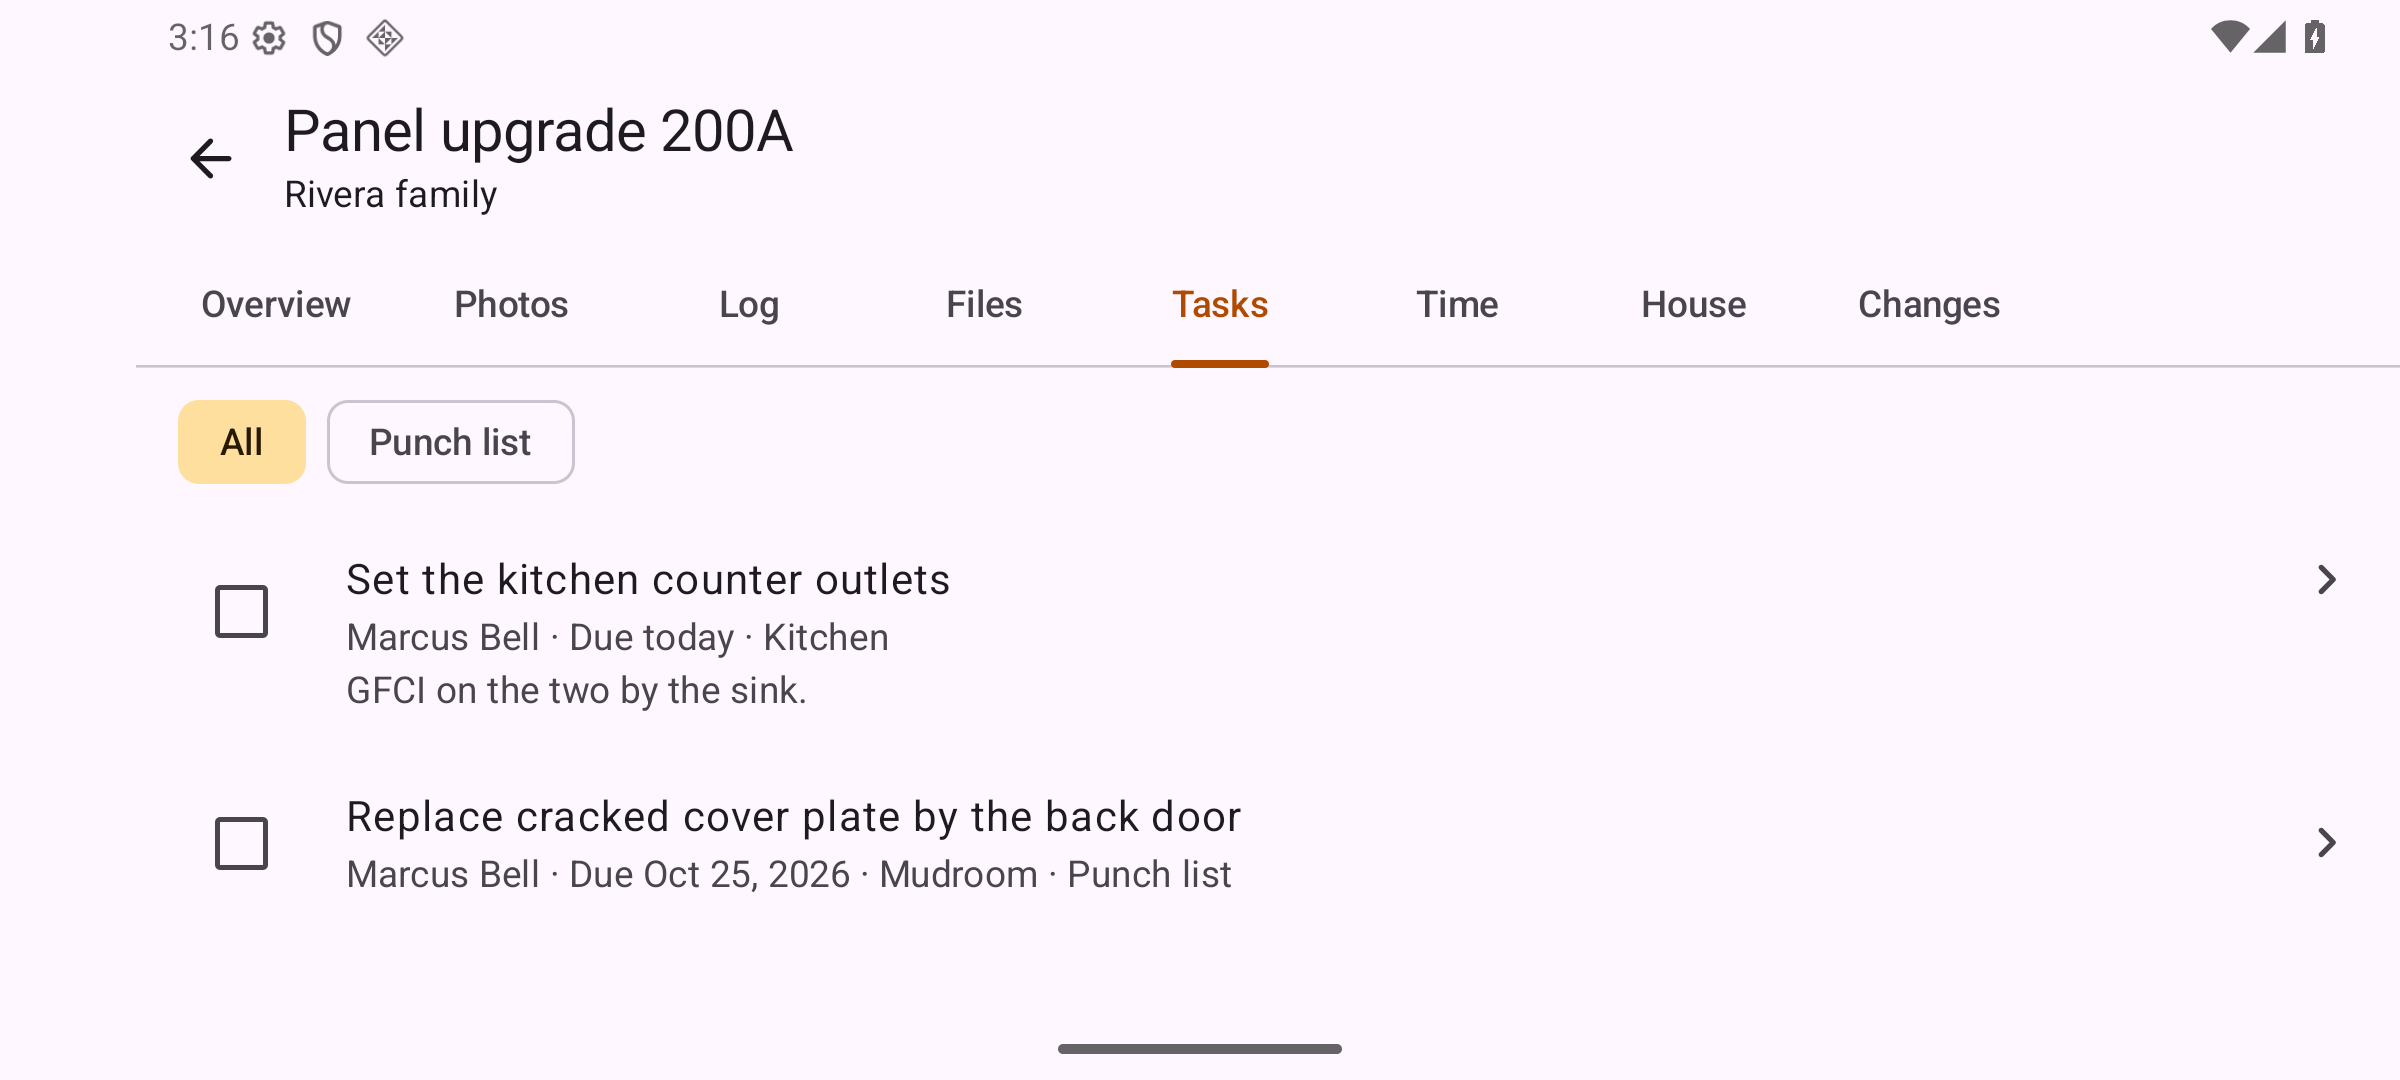 3:16
Panel upgrade 200A
Rivera family
Overview Photos Log Files Tasks Time House Changes
All Punch list
Set the kitchen counter outlets
Marcus Bell · Due today · Kitchen
GFCI on the two by the sink.
Replace cracked cover plate by the back door
Marcus Bell · Due Oct 25, 2026 · Mudroom · Punch list